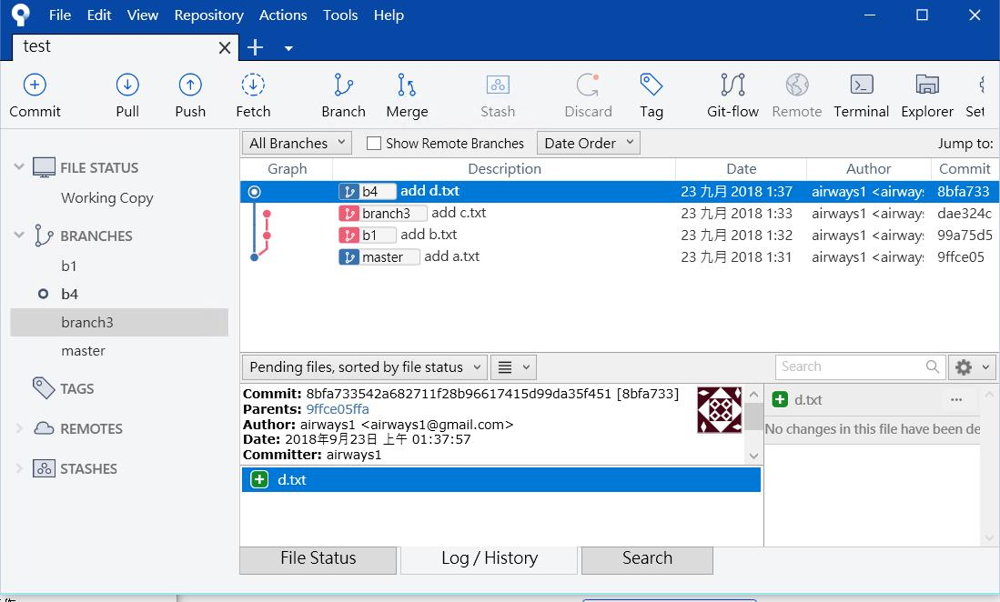 File Edit View Repository Actions Tools Help
test
Commit Pull Push Fetch Branch Merge Stash Discard Tag Git-flow Remote Terminal Explorer Set
All Branches Show Remote Branches Date Order Jump to:
Graph Description Date Author Commit
b4 add d.txt 23 九月 2018 1:37 airways1 <airway: 8bfa733
branch3 add c.txt 23 九月 2018 1:33 airways1 <airway: dae324c
b1 add b.txt 23 九月 2018 1:32 airways1 <airway: 99a75d5
master add a.txt 23 九月 2018 1:31 airways1 <airway: 9ffce05
FILE STATUS
Working Copy
BRANCHES
b1
b4
branch3
master
TAGS
REMOTES
STASHES
Pending files, sorted by file status Search
Commit: 8bfa733542a682711f28b96617415d99da35f451 [8bfa733]
Parents: 9ffce05ffa
Author: airways1 <airways1@gmail.com>
Date: 2018年9月23日 上午 01:37:57
Committer: airways1
d.txt
d.txt
No changes in this file have been de
File Status Log / History Search